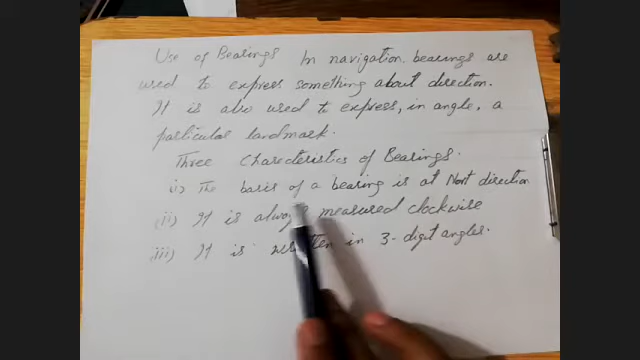 Use of Bearings In navigation. bearings are
used to express something about direction.
It is also used to express, in angle, a
particular landmark.
Three Characteristics of Bearings.
ii) The basis of a bearing is at Nort direction
(ii) It is always measured clockwise
(iii) It is written in 3-digit angles.